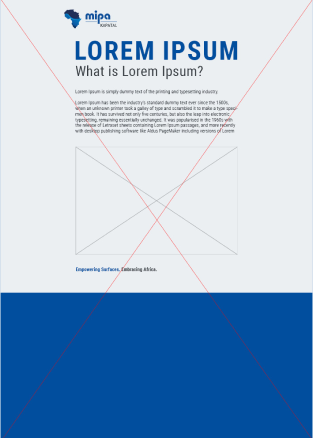 mipa
KAPATAL
LOREM IPSUM
What is Lorem Ipsum?
Lorem Ipsum is simply dummy text of the printing and typesetting industry.
Lorem Ipsum has been the industry's standard dummy text ever since the 1500s,
when an unknown printer took a galley of type and scrambled it to make a type speci-
men book. It has survived not only five centuries, but also the leap into electronic
typesetting, remaining essentially unchanged. It was popularised in the 1960s with
the release of Letraset sheets containing Lorem Ipsum passages, and more recently
with desktop publishing software like Aldus PageMaker including versions of Lorem
Empowering Surfaces. Embracing Africa.